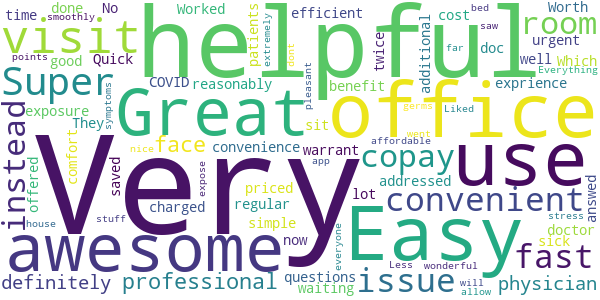 points smoothly done No Worked efficient cost Worth
time Which
visit helpful room
good Quick patients extremely dont twice additional doc bed saw far urgent
Super COVID reasonably benefit well Everything
exposure They symptoms Great pleasant office exprience
instead offered comfort face sit germs Liked
saved convenience warrant went use
Very copay affordable
nice expose app lot addressed convenient answed
house charged priced regular Easy doctor
stuff simple now everyone stress
awesome issue Less wonderful sick fast
will allow
definitely professional questions waiting physician